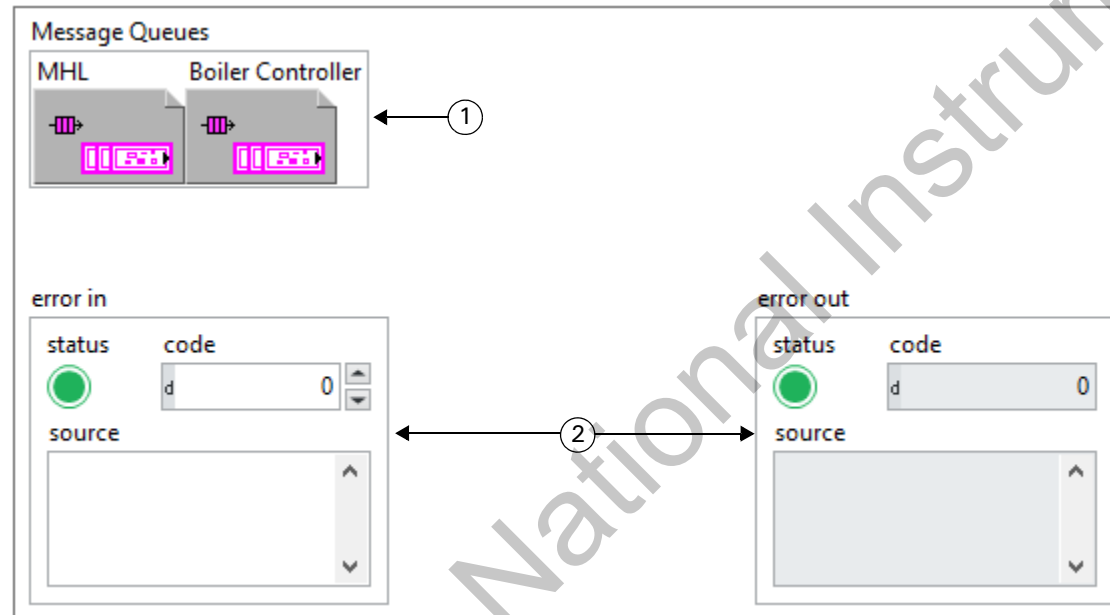 Message Queues
MHL Boiler Controller
1
error in
status code
d 0
source
error out
status code
d 0
source
2
National Instrum